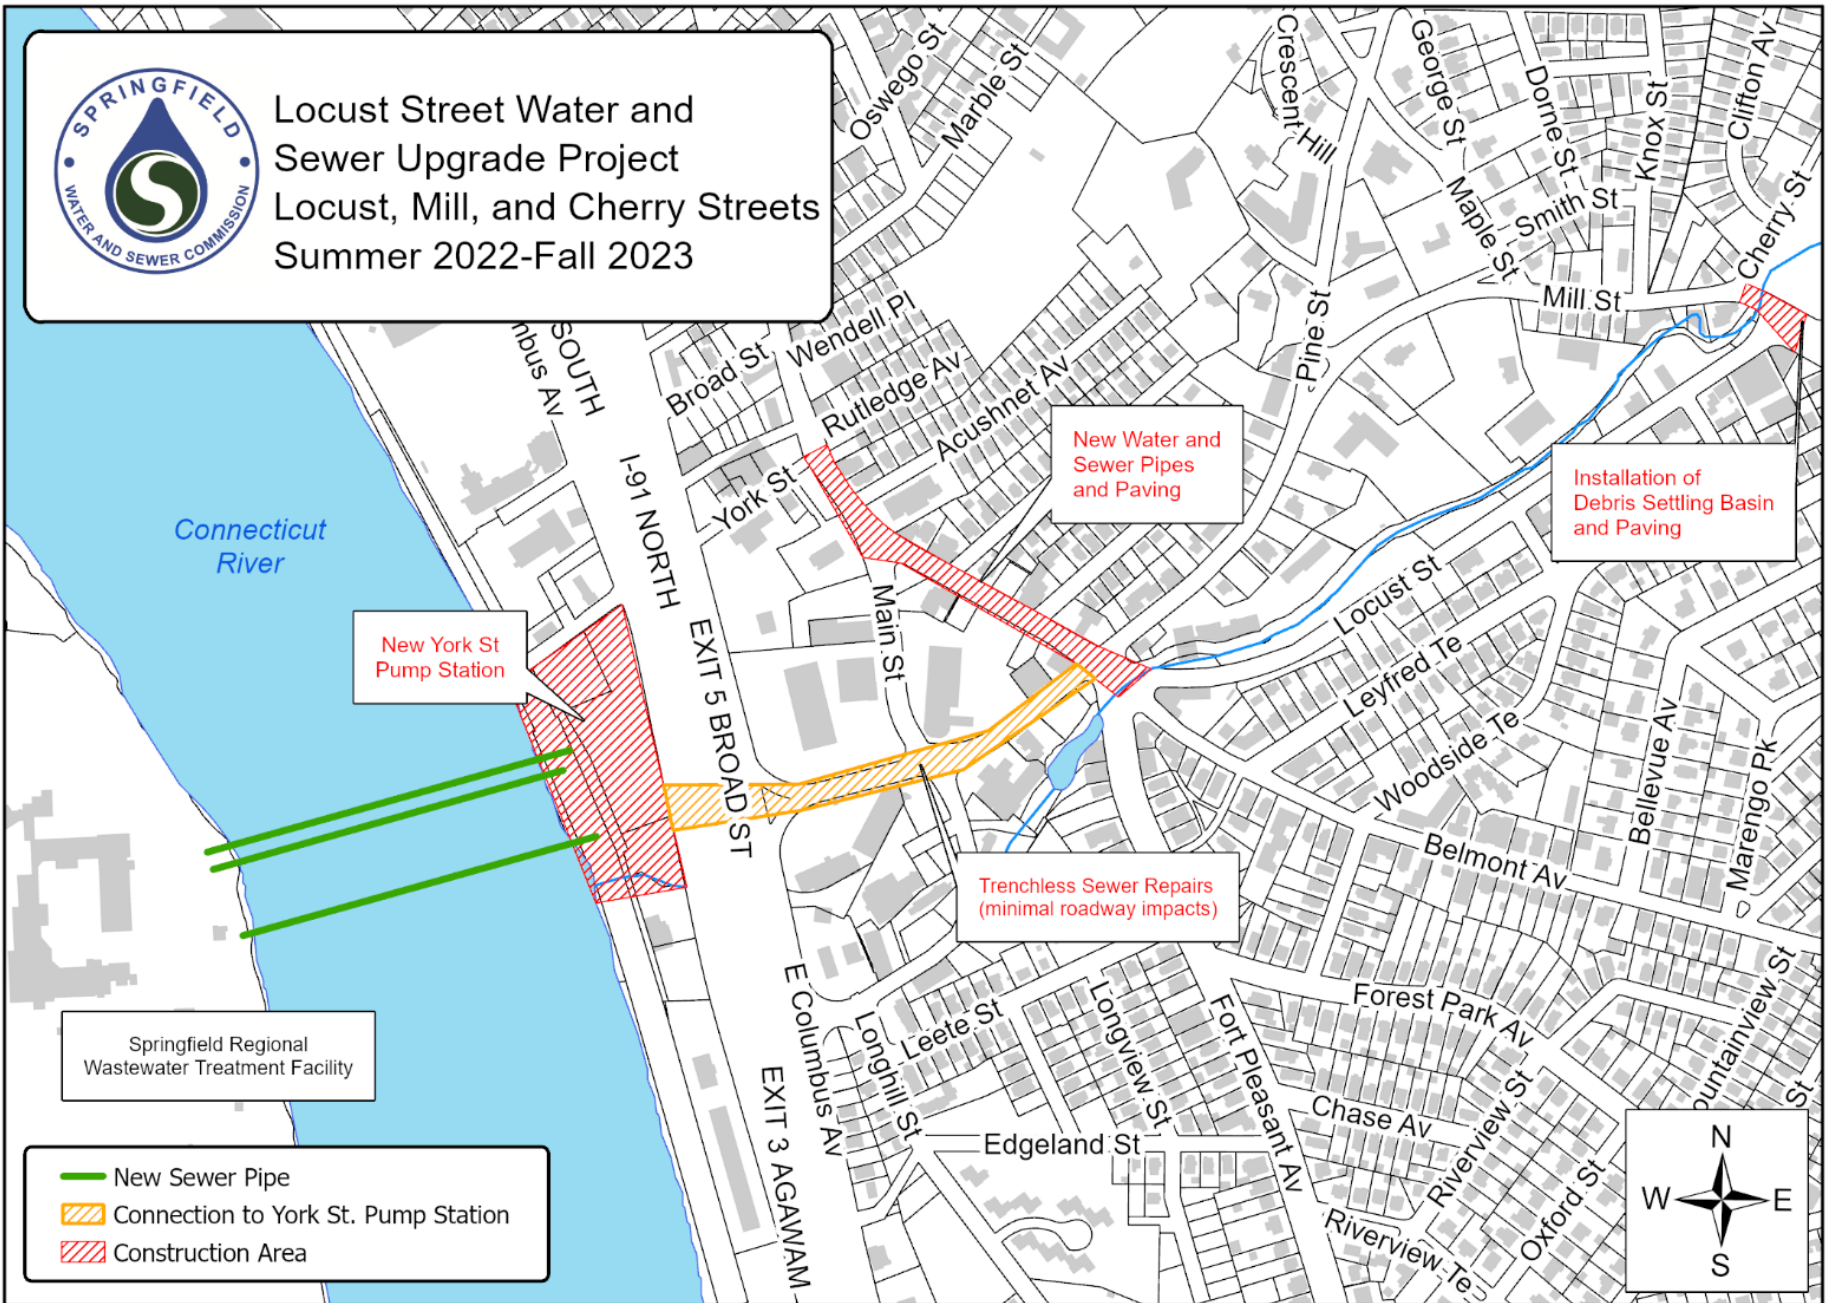 SPRINGFIELD
WATER AND SEWER COMMISSION
Locust Street Water and
Sewer Upgrade Project
Locust, Mill, and Cherry Streets
Summer 2022-Fall 2023
Oswego St
Marble St
Crescent Hill
George St
Dorne St
Knox St
Clifton Av
Maple St
Smith St
Cherry St
Mill St
Pine St
SOUTH
mbus Av
Broad St
Wendell Pl
Rutledge Av
Acushnet Av
York St
I-91 NORTH
New Water and
Sewer Pipes
and Paving
Installation of
Debris Settling Basin
and Paving
Connecticut
River
New York St
Pump Station
Main St
EXIT 5 BROAD ST
Locust St
Leyfred Te
Woodside Te
Bellevue Av
Marengo Pk
Belmont Av
Trenchless Sewer Repairs
(minimal roadway impacts)
E Columbus Av
Longhill St
Leete St
Longview St
Fort Pleasant Av
Forest Park Av
ountainview St
St
Springfield Regional
Wastewater Treatment Facility
EXIT 3 AGAWAM
Edgeland St
Chase Av
Riverview St
Oxford St
Riverview Te
New Sewer Pipe
Connection to York St. Pump Station
Construction Area
N
W E
S